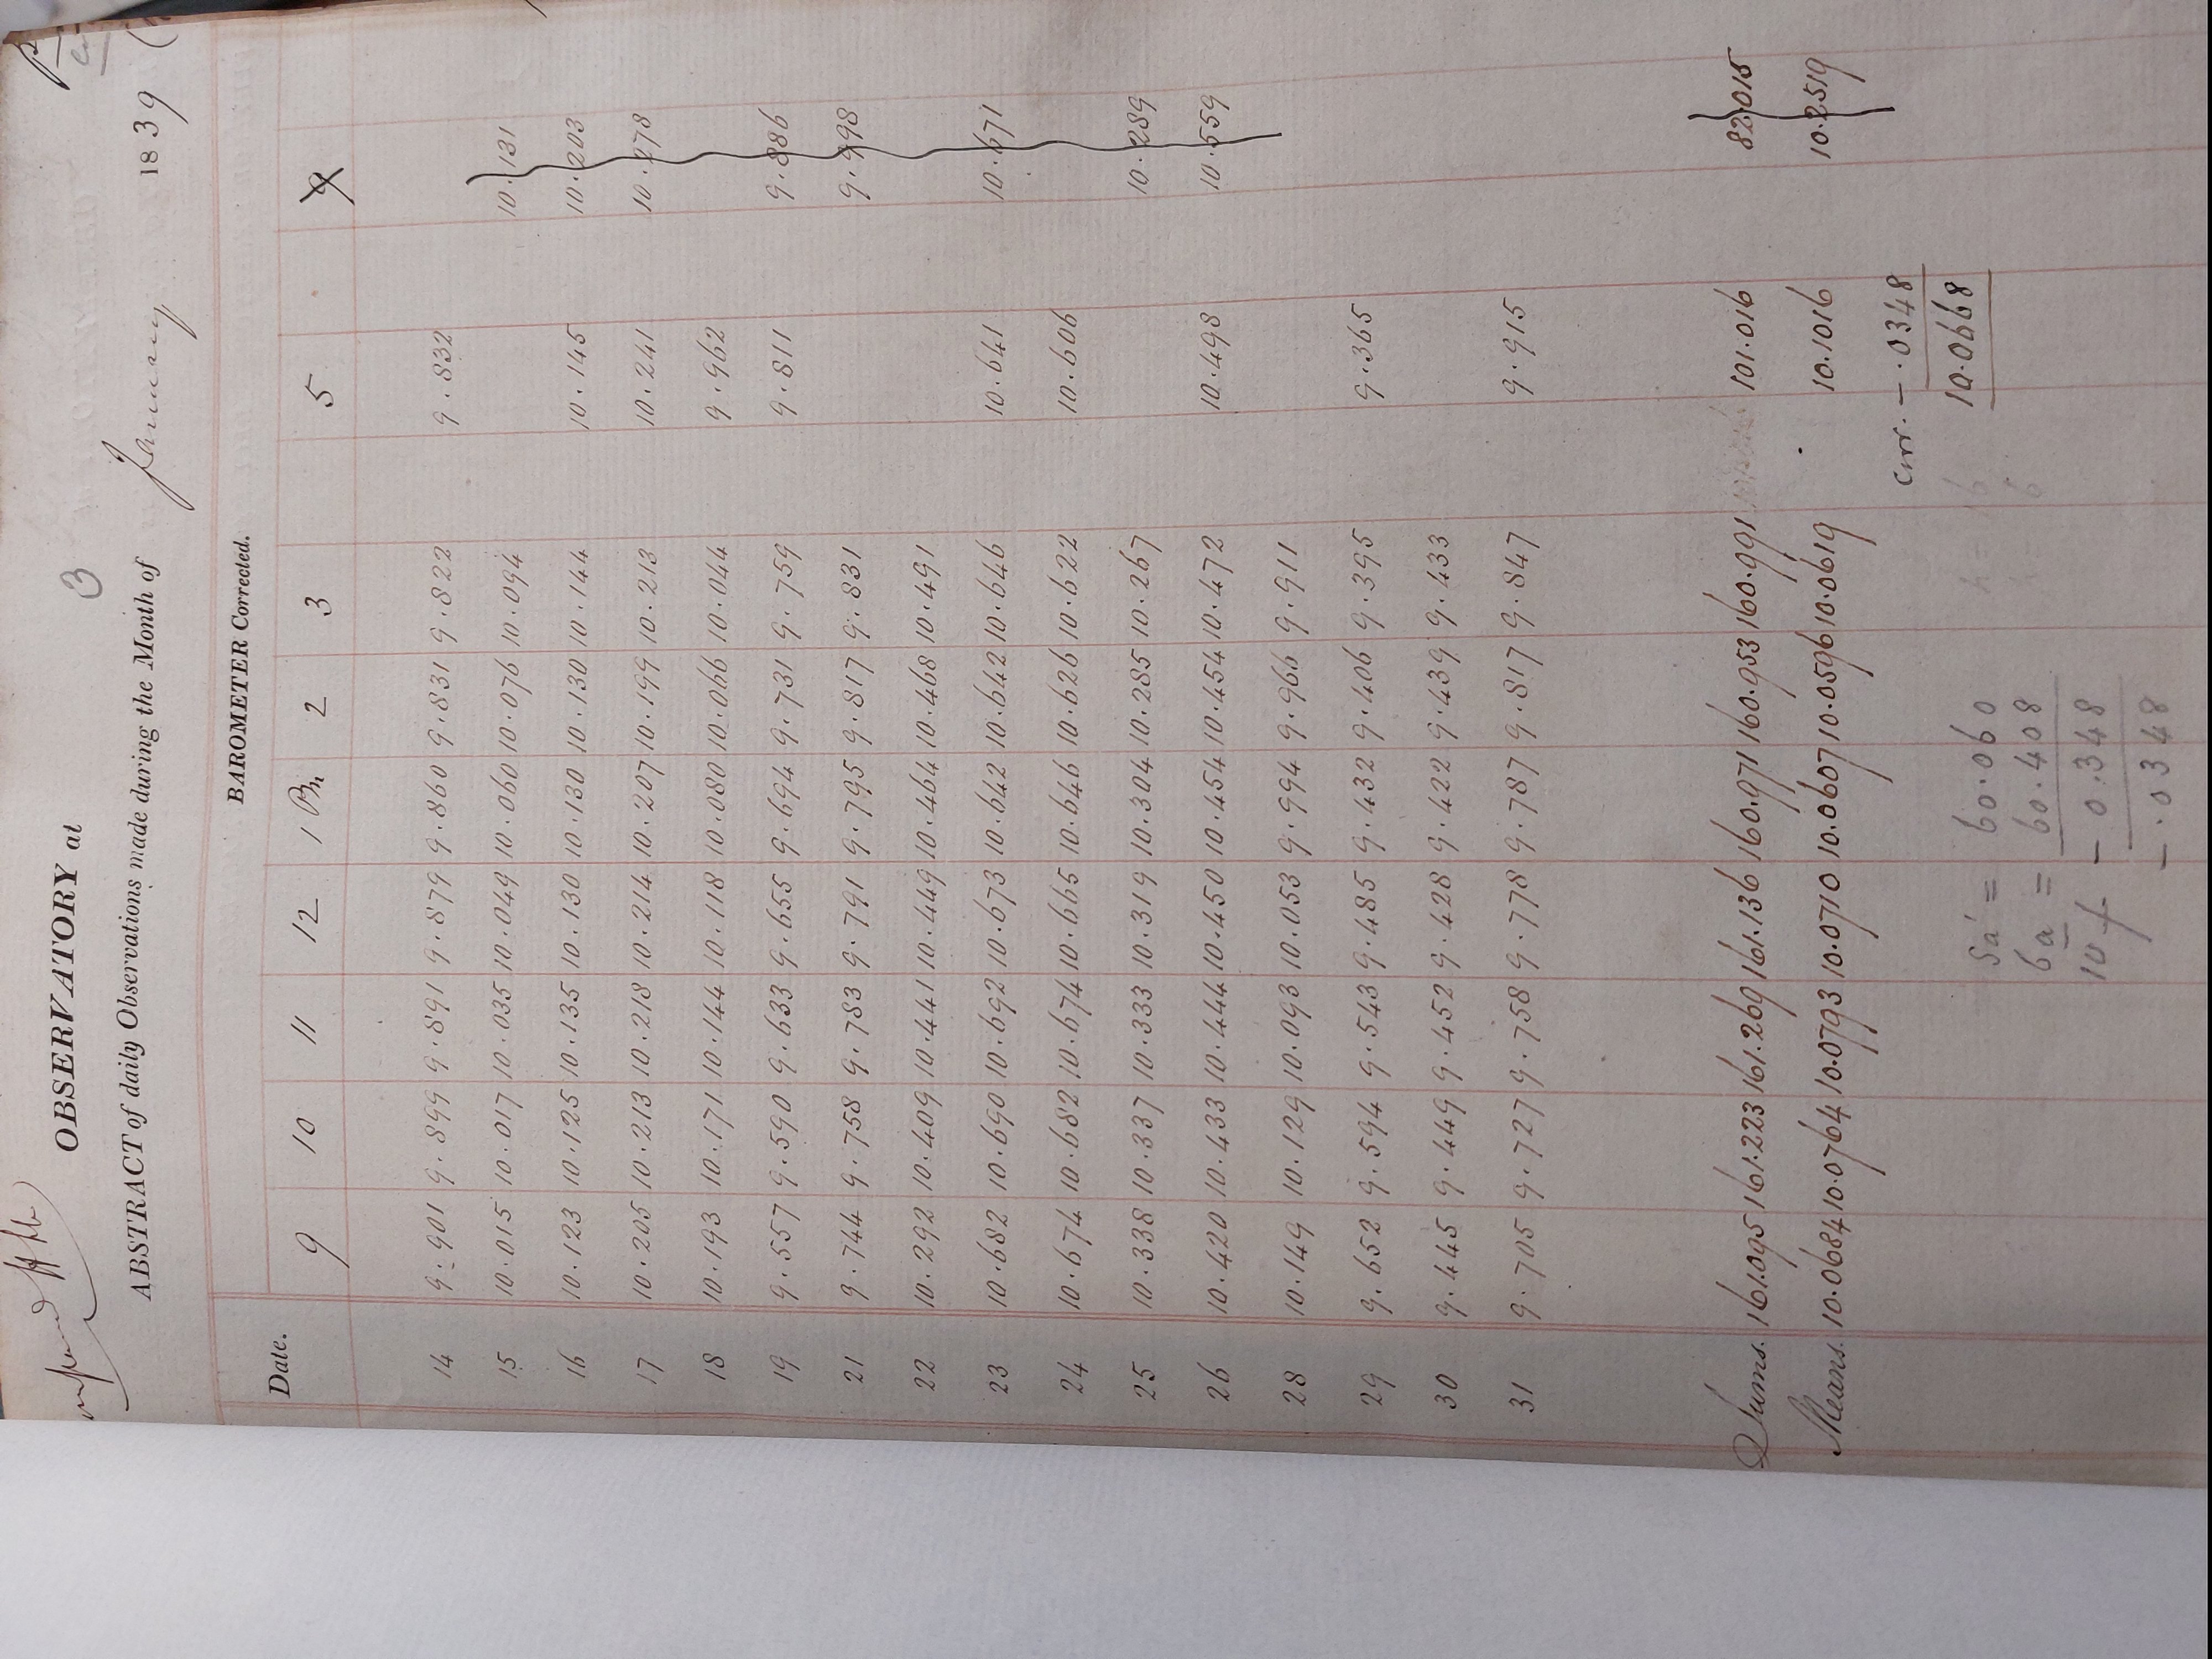 OBSERVATORY at 3
ABSTRACT of daily Observations made during the Month of January 1839
BAROMETER Corrected.
Date.
9 10 11 12 1 Pm 2 3 5 9
14 9.901 9.899 9.891 9.879 9.860 9.831 9.822 9.832
15 10.015 10.017 10.035 10.049 10.060 10.076 10.094 10.131
16 10.123 10.125 10.135 10.130 10.130 10.130 10.144 10.145 10.203
17 10.205 10.213 10.218 10.214 10.207 10.199 10.213 10.241 10.278
18 10.193 10.171 10.144 10.118 10.080 10.066 10.044 9.962
19 9.557 9.590 9.633 9.655 9.694 9.731 9.759 9.811 9.886
21 9.744 9.758 9.783 9.791 9.795 9.817 9.831 9.998
22 10.292 10.409 10.441 10.449 10.464 10.468 10.491
23 10.682 10.690 10.692 10.673 10.642 10.642 10.646 10.641 10.671
24 10.674 10.682 10.674 10.665 10.646 10.626 10.622 10.606
25 10.338 10.337 10.333 10.319 10.304 10.285 10.267 10.289
26 10.420 10.433 10.444 10.450 10.454 10.454 10.472 10.498 10.559
28 10.149 10.129 10.093 10.053 9.994 9.966 9.911
29 9.652 9.594 9.543 9.485 9.432 9.406 9.395 9.365
30 9.445 9.449 9.452 9.428 9.422 9.439 9.433
31 9.705 9.727 9.758 9.778 9.787 9.817 9.847 9.915
Sums. 161.095 161.223 161.269 161.136 160.971 160.953 160.991 101.016 82.015
Means. 10.0684 10.0764 10.0793 10.0710 10.0607 10.0596 10.0619 10.1016 10.2519
corr. - .0348
10.0668
Sa' = 60.060
6a = 60.408
10 f - 0.348
- .0348